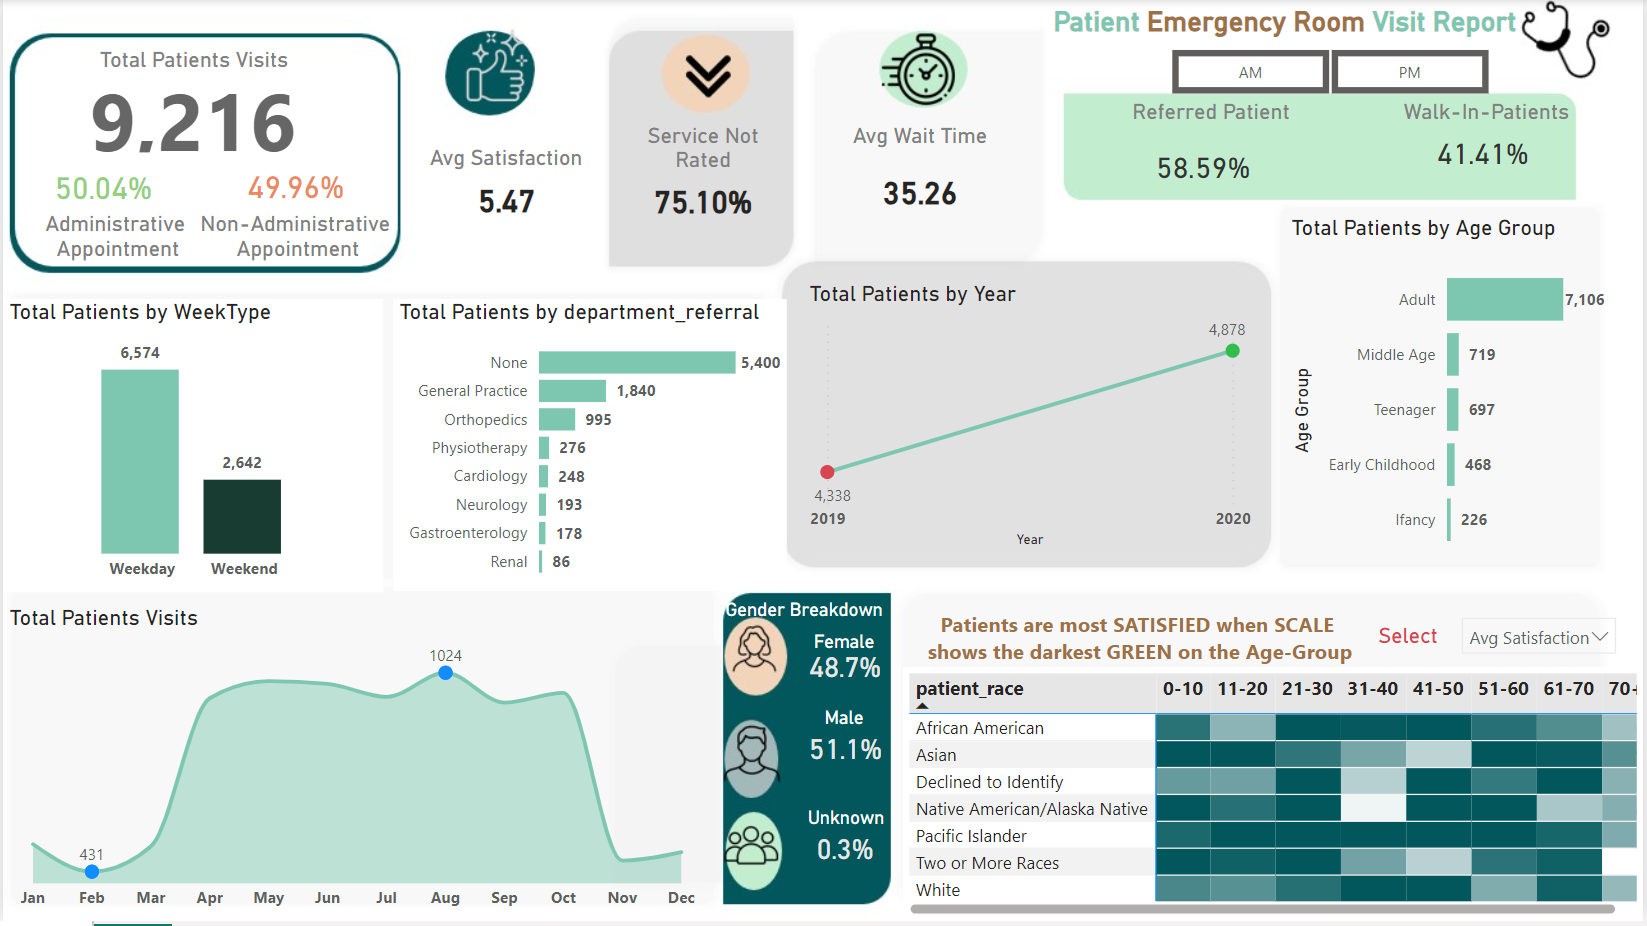 Patient Emergency Room Visit Report
AM
PM
Total Patients Visits
9,216
50.04%
49.96%
Administrative
Appointment
Non-Administrative
Appointment
Avg Satisfaction
5.47
Service Not
Rated
75.10%
Avg Wait Time
35.26
Referred Patient
58.59%
Walk-In-Patients
41.41%
Total Patients by WeekType
6,574
2,642
Weekday
Weekend
Total Patients by department_referral
None
5,400
General Practice
1,840
Orthopedics
995
Physiotherapy
276
Cardiology
248
Neurology
193
Gastroenterology
178
Renal
86
Total Patients by Year
4,878
4,338
2019
2020
Year
Total Patients by Age Group
Age Group
Adult
7,106
Middle Age
719
Teenager
697
Early Childhood
468
Ifancy
226
Total Patients Visits
1024
431
Jan
Feb
Mar
Apr
May
Jun
Jul
Aug
Sep
Oct
Nov
Dec
Gender Breakdown
Female
48.7%
Male
51.1%
Unknown
0.3%
Patients are most SATISFIED when SCALE
shows the darkest GREEN on the Age-Group
Select
Avg Satisfaction
patient_race 0-10 11-20 21-30 31-40 41-50 51-60 61-70 70+
African American
Asian
Declined to Identify
Native American/Alaska Native
Pacific Islander
Two or More Races
White